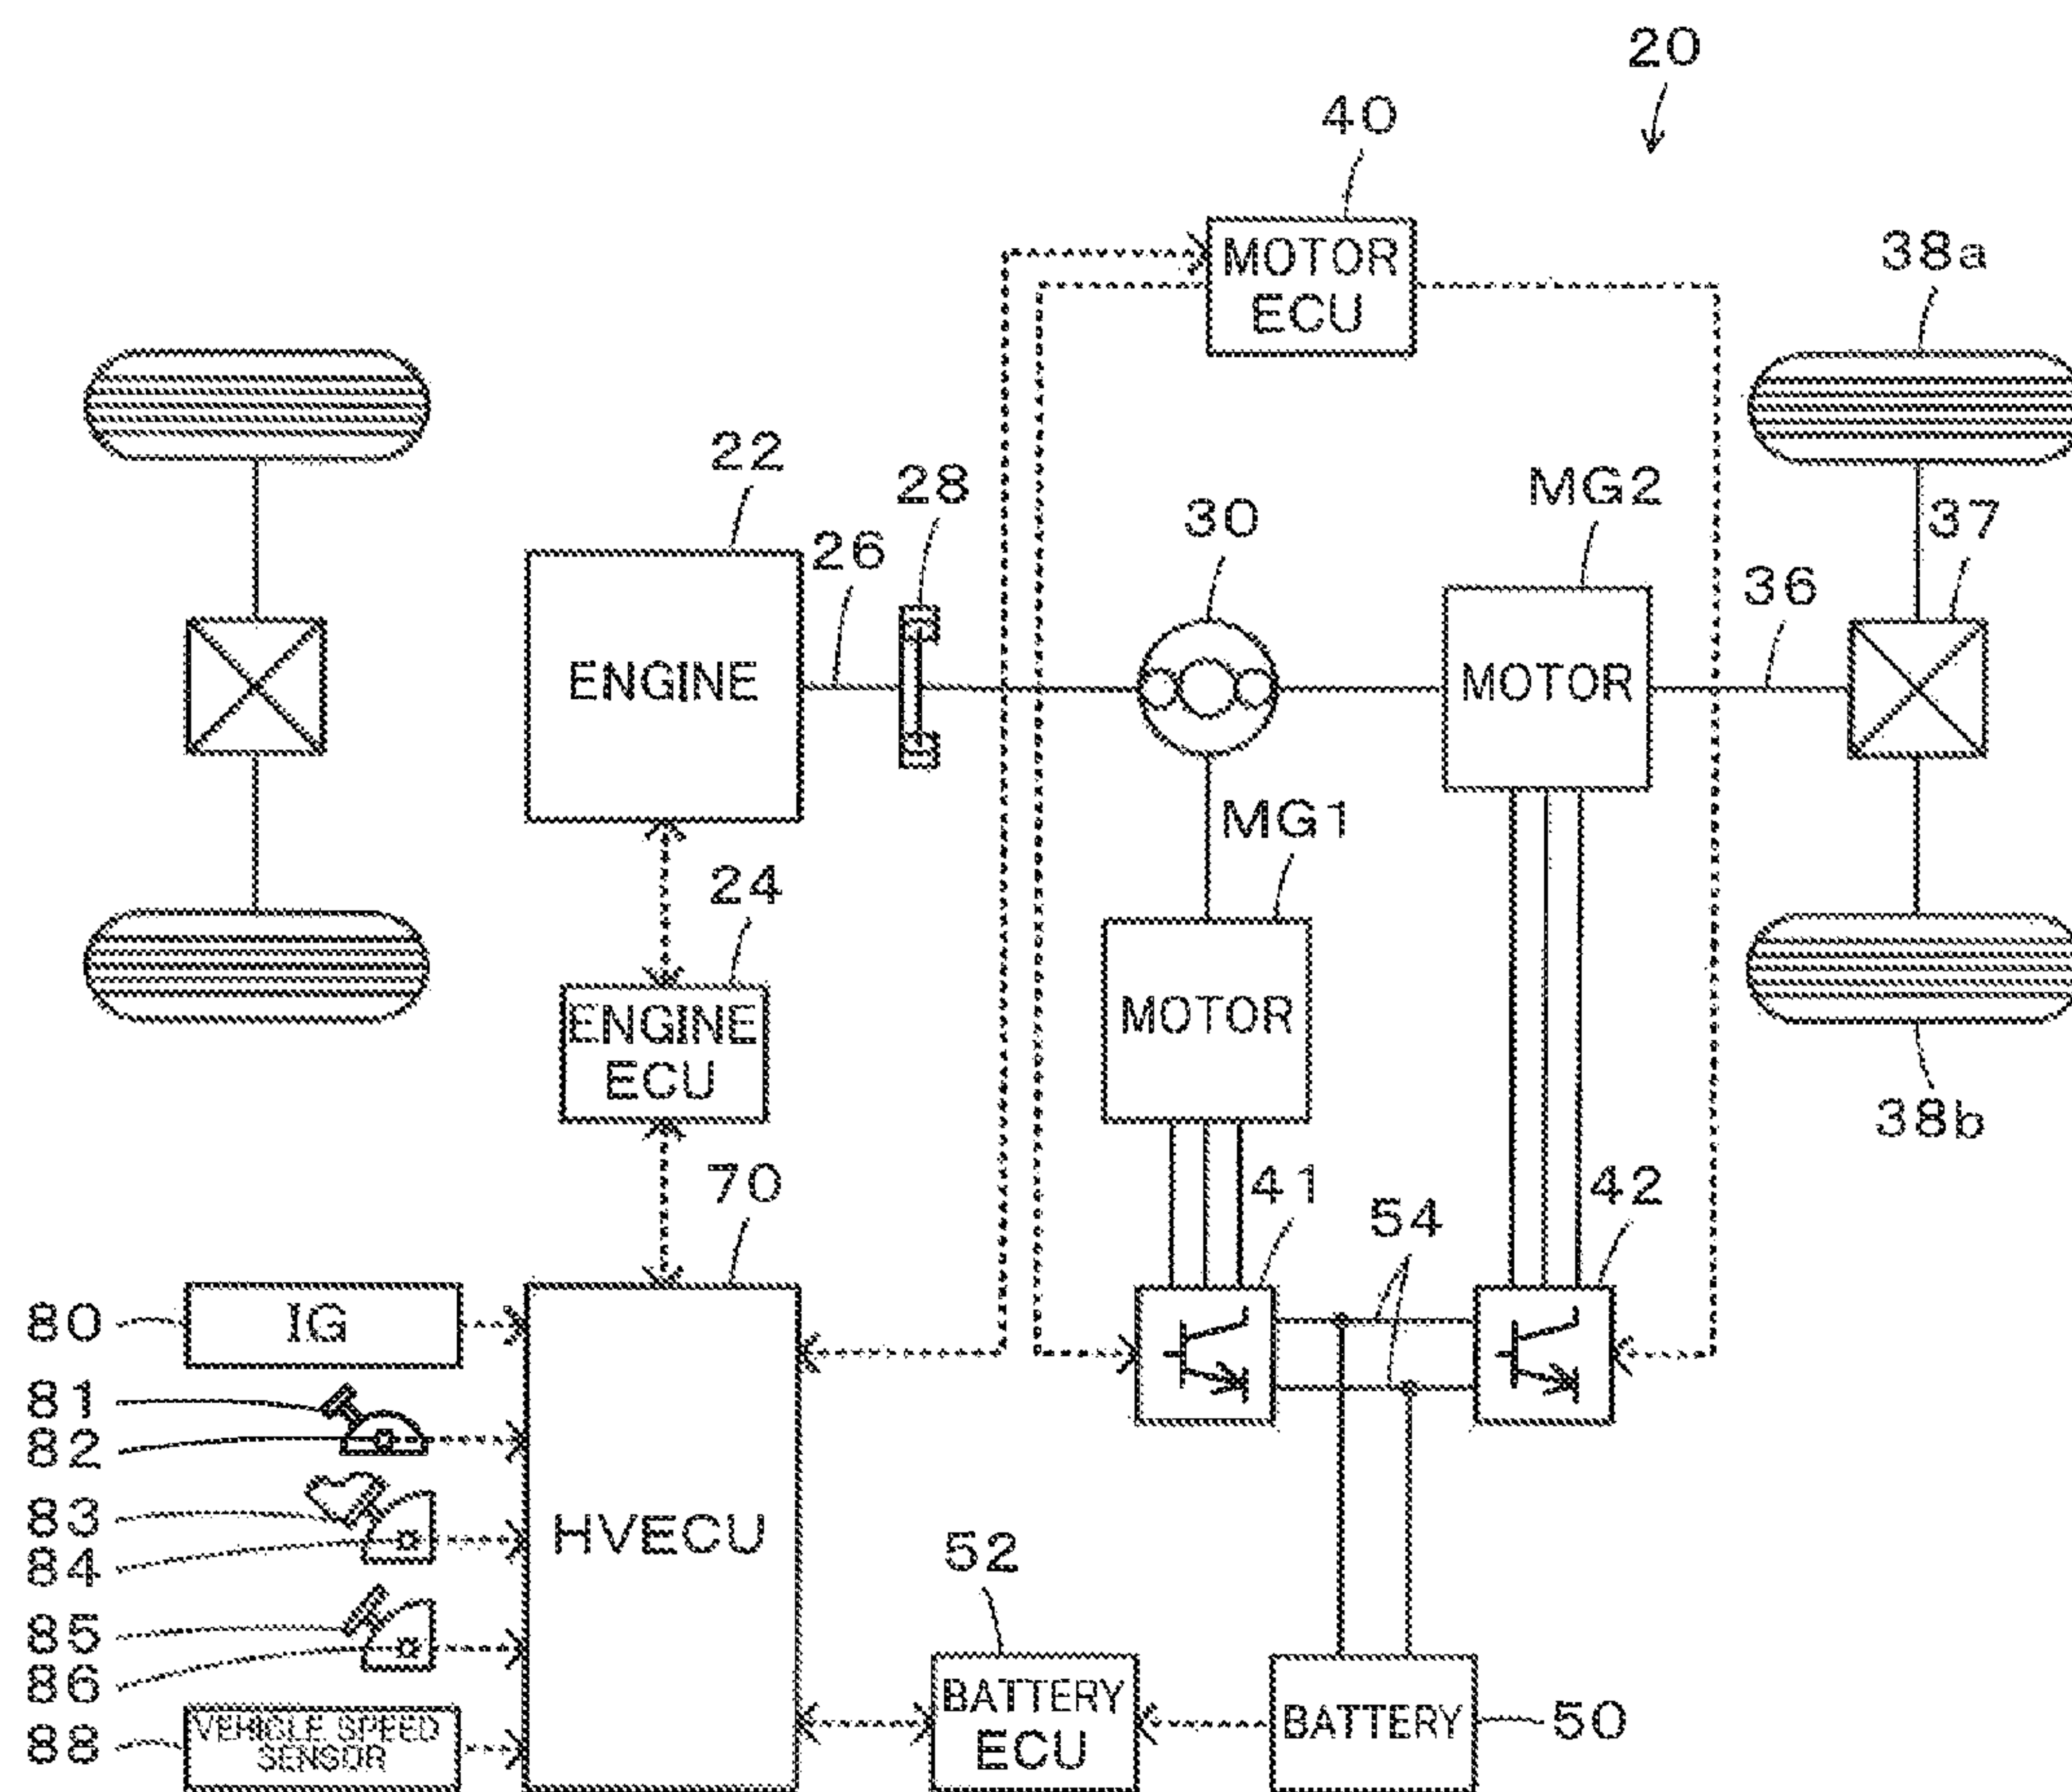 20
40
MOTOR
ECU
38a
22
28
30
MG2
37
26
36
ENGINE
MOTOR
MG1
24
ENGINE
ECU
MOTOR
38b
70
41
54
42
80
IG
81
82
83
84
HVECU
52
85
86
88
VEHICLE SPEED
SENSOR
BATTERY
ECU
BATTERY
50